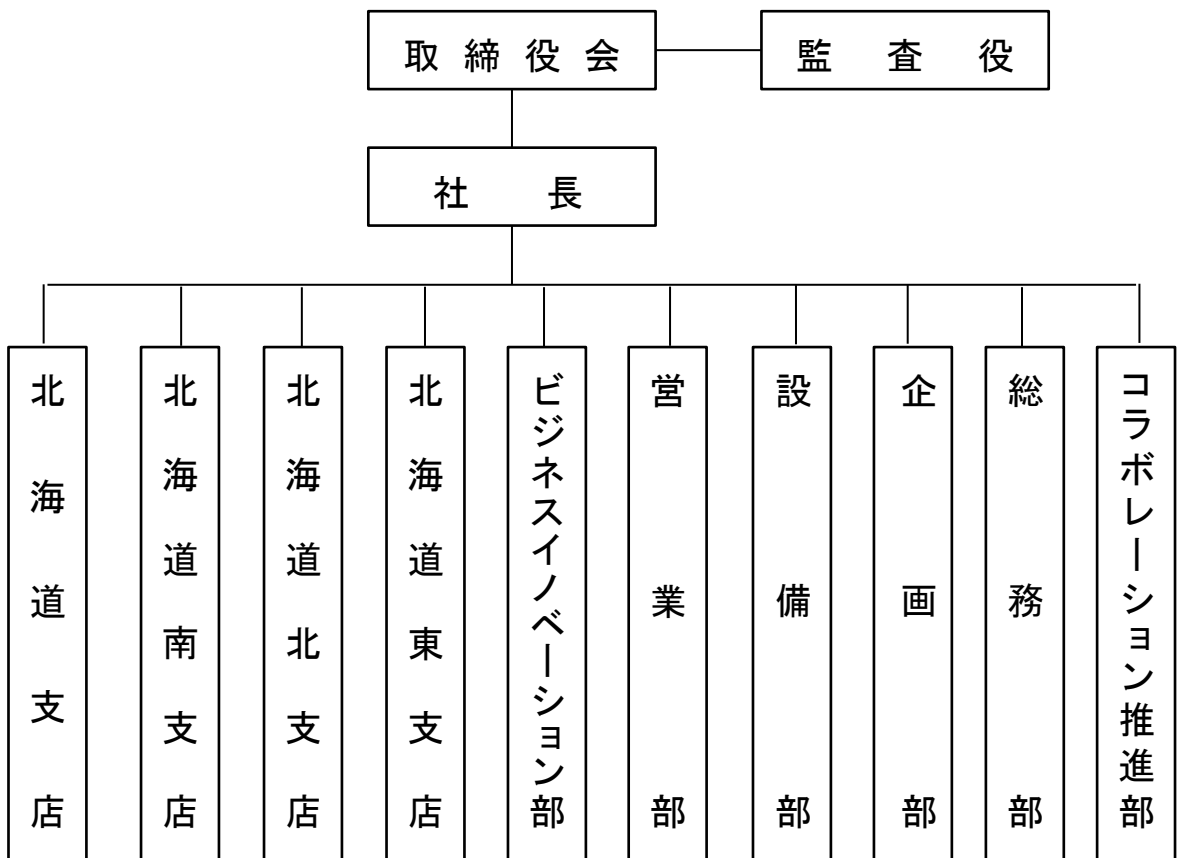 取締役会
監査役
社長
北海道支店
北海道南支店
北海道北支店
北海道東支店
ビジネスイノベーション部
営業部
設備部
企画部
総務部
コラボレーション推進部